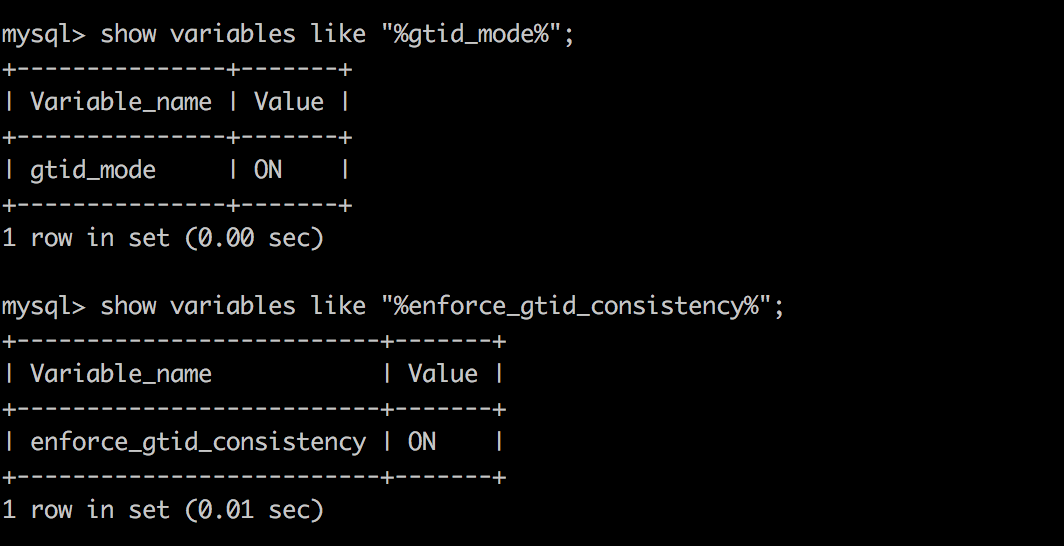 mysql> show variables like "%gtid_mode%";
+---------------+-------+
| Variable_name | Value |
+---------------+-------+
| gtid_mode     | ON    |
+---------------+-------+
1 row in set (0.00 sec)

mysql> show variables like "%enforce_gtid_consistency%";
+--------------------------+-------+
| Variable_name            | Value |
+--------------------------+-------+
| enforce_gtid_consistency | ON    |
+--------------------------+-------+
1 row in set (0.01 sec)